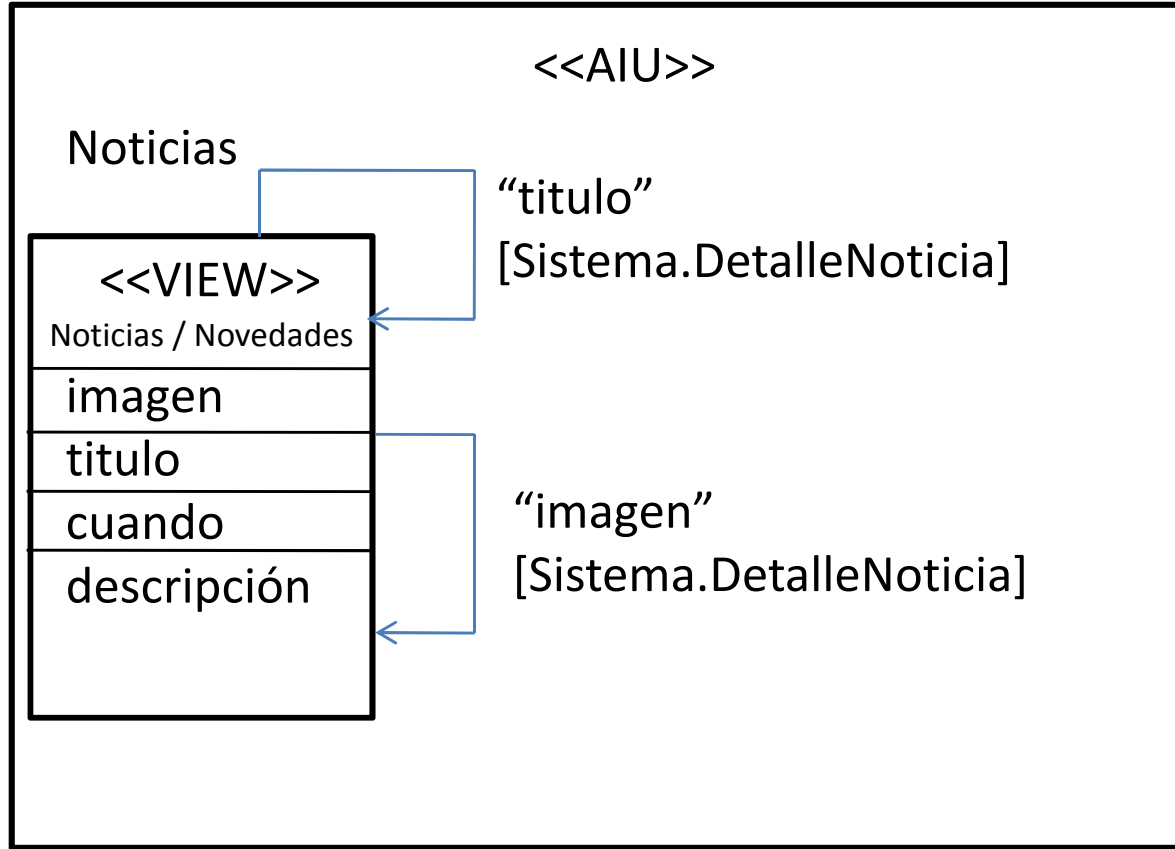 <<AIU>>
Noticias
“titulo”
[Sistema.DetalleNoticia]
<<VIEW>>
Noticias / Novedades
imagen
titulo
cuando
descripción
“imagen”
[Sistema.DetalleNoticia]